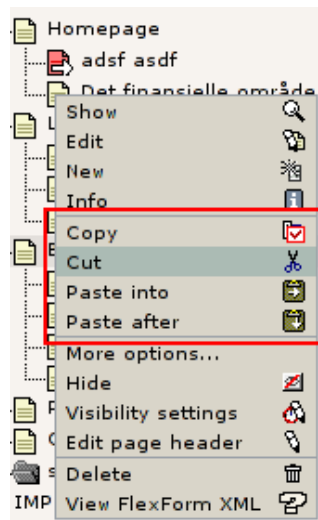 Homepage
adsf asdf
Det finansielle område
Show
Edit
New
Info
Copy
Cut
Paste into
Paste after
More options...
Hide
Visibility settings
Edit page header
Delete
IMP
View FlexForm XML